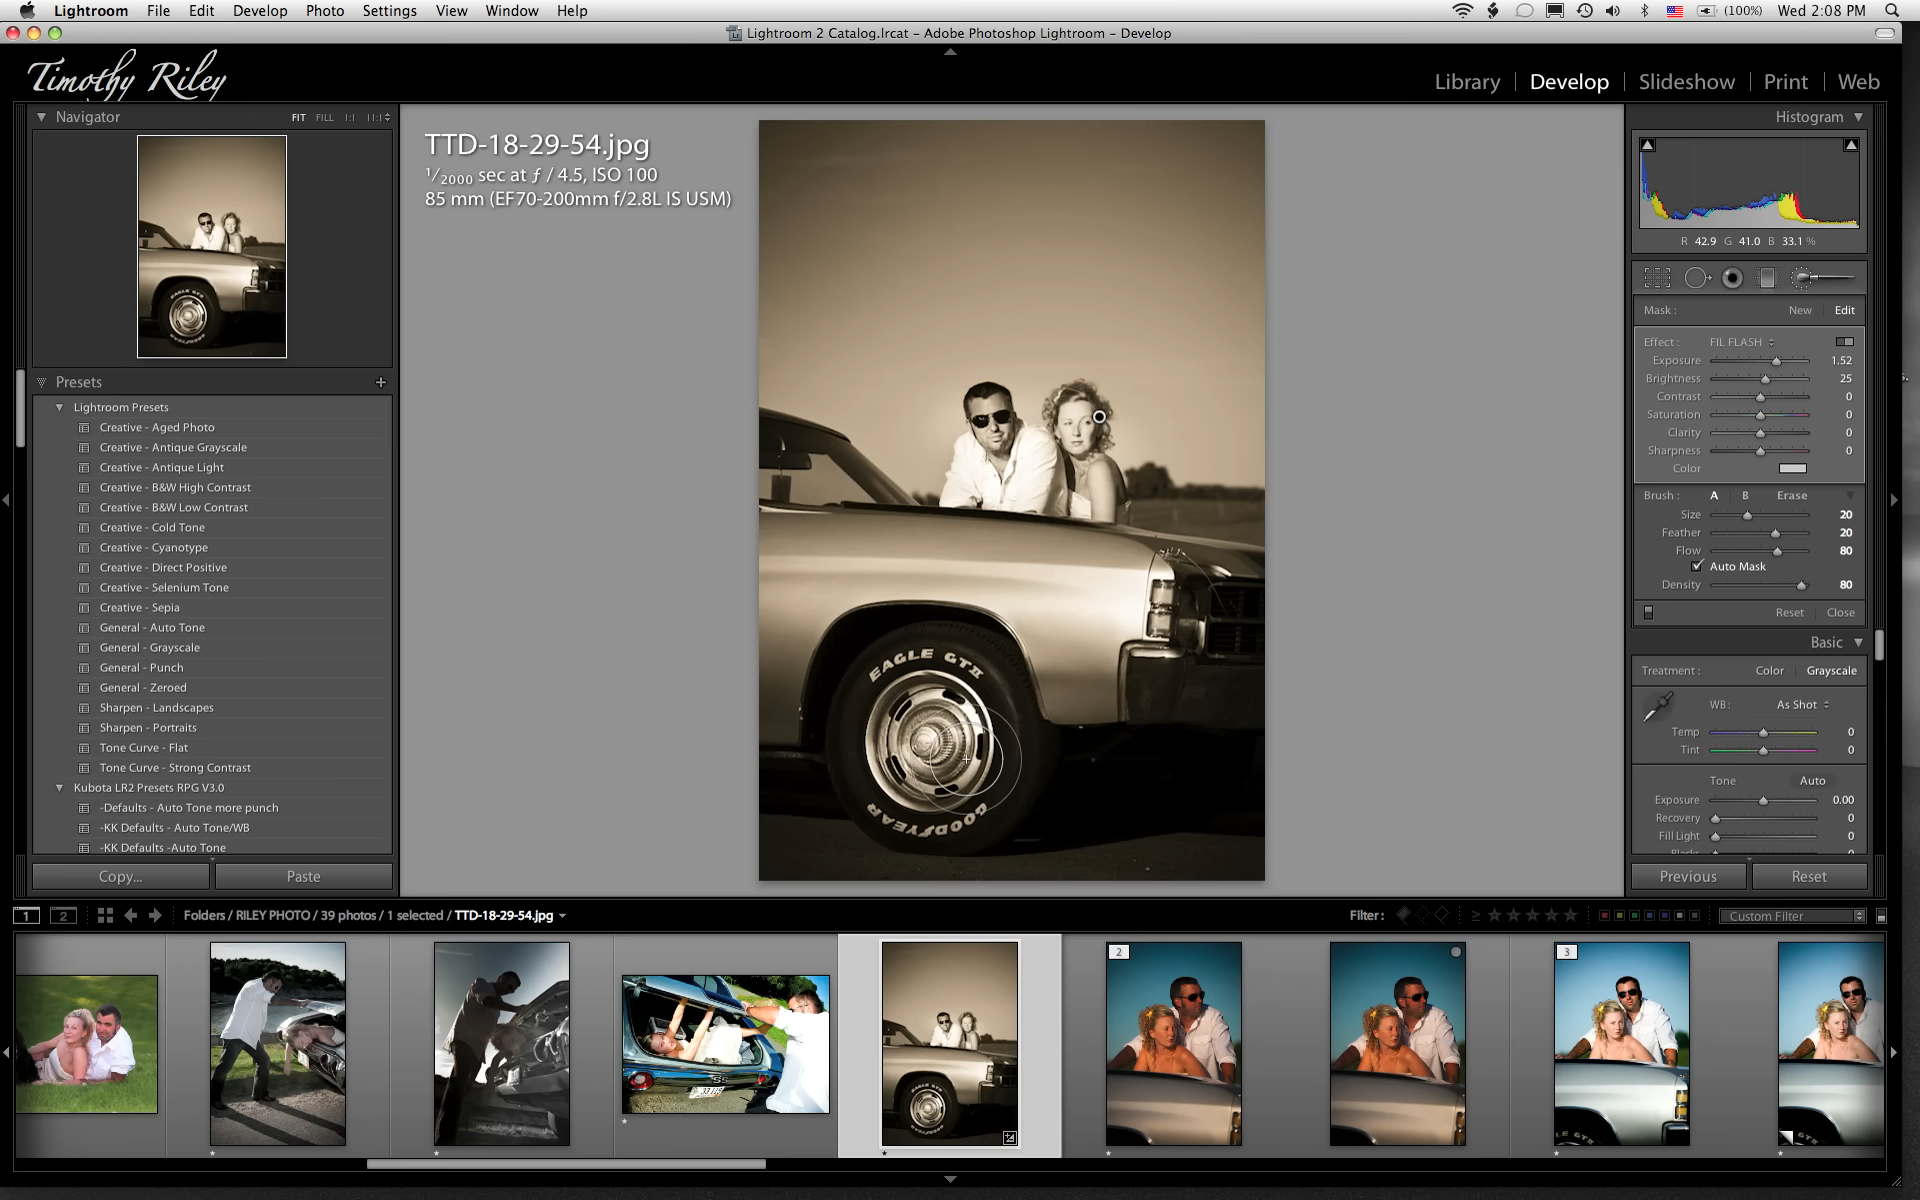 Lightroom File Edit Develop Photo Settings View Window Help (100%) Wed 2:08 PM
Lightroom 2 Catalog.lrcat – Adobe Photoshop Lightroom – Develop
Timothy Riley
Library Develop Slideshow Print Web
Navigator FIT FILL 1:1 11:1
Presets
Lightroom Presets
Creative - Aged Photo
Creative - Antique Grayscale
Creative - Antique Light
Creative - B&W High Contrast
Creative - B&W Low Contrast
Creative - Cold Tone
Creative - Cyanotype
Creative - Direct Positive
Creative - Selenium Tone
Creative - Sepia
General - Auto Tone
General - Grayscale
General - Punch
General - Zeroed
Sharpen - Landscapes
Sharpen - Portraits
Tone Curve - Flat
Tone Curve - Strong Contrast
Kubota LR2 Presets RPG V3.0
-Defaults - Auto Tone more punch
-KK Defaults - Auto Tone/WB
-KK Defaults -Auto Tone
Copy... Paste
TTD-18-29-54.jpg
1/2000 sec at ƒ / 4.5, ISO 100
85 mm (EF70-200mm f/2.8L IS USM)
EAGLE GT II
GOODYEAR
Histogram
R 42.9 G 41.0 B 33.1 %
Mask : New Edit
Effect : FIL FLASH
Exposure 1.52
Brightness 25
Contrast 0
Saturation 0
Clarity 0
Sharpness 0
Color
Brush : A B Erase
Size 20
Feather 20
Flow 80
Auto Mask
Density 80
Reset Close
Basic
Treatment : Color Grayscale
WB : As Shot
Temp 0
Tint 0
Tone Auto
Exposure 0.00
Recovery 0
Fill Light 0
Previous Reset
1 2 Folders / RILEY PHOTO / 39 photos / 1 selected / TTD-18-29-54.jpg Filter : Custom Filter
2 3